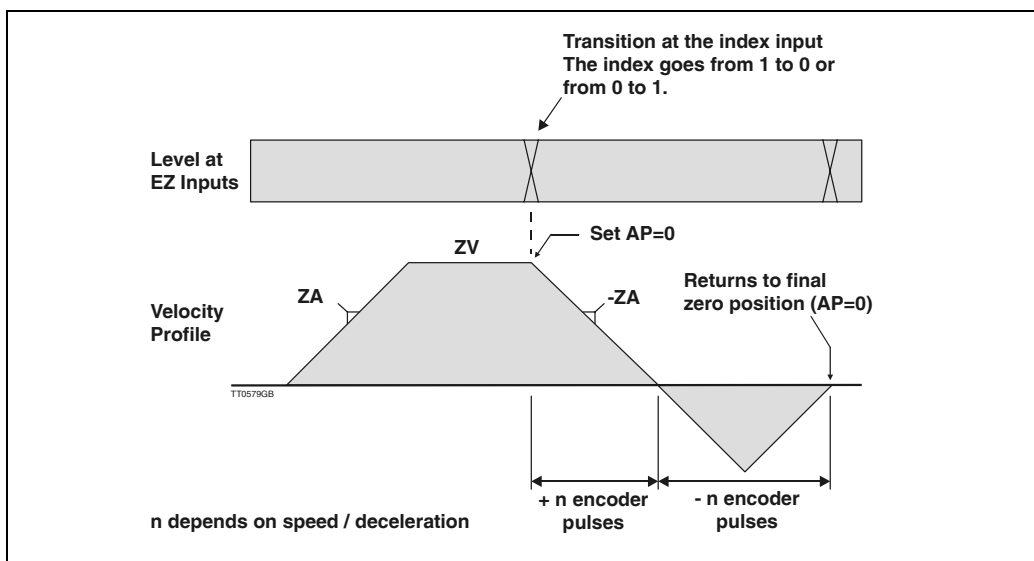 Transition at the index input
The index goes from 1 to 0 or
from 0 to 1.
Level at
EZ Inputs
Set AP=0
ZV
Returns to final
zero position (AP=0)
ZA
-ZA
Velocity
Profile
TT0579GB
+ n encoder
pulses
- n encoder
pulses
n depends on speed / deceleration